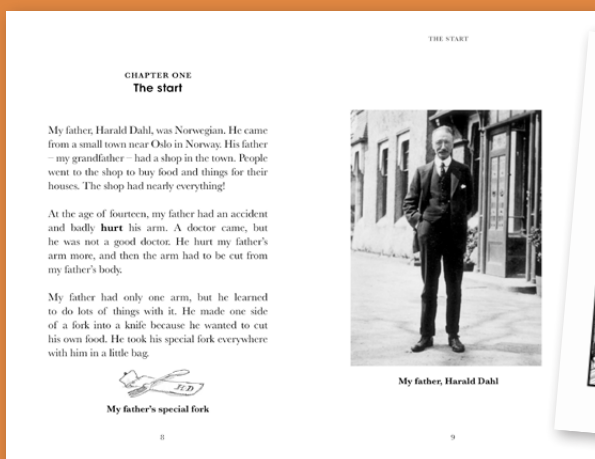 CHAPTER ONE
The start
My father, Harald Dahl, was Norwegian. He came
from a small town near Oslo in Norway. His father
– my grandfather – had a shop in the town. People
went to the shop to buy food and things for their
houses. The shop had nearly everything!
At the age of fourteen, my father had an accident
and badly hurt his arm. A doctor came, but
he was not a good doctor. He hurt my father's
arm more, and then the arm had to be cut from
my father's body.
My father had only one arm, but he learned
to do lots of things with it. He made one side
of a fork into a knife because he wanted to cut
his own food. He took his special fork everywhere
with him in a little bag.
HD
My father's special fork
8
THE START
My father, Harald Dahl
9